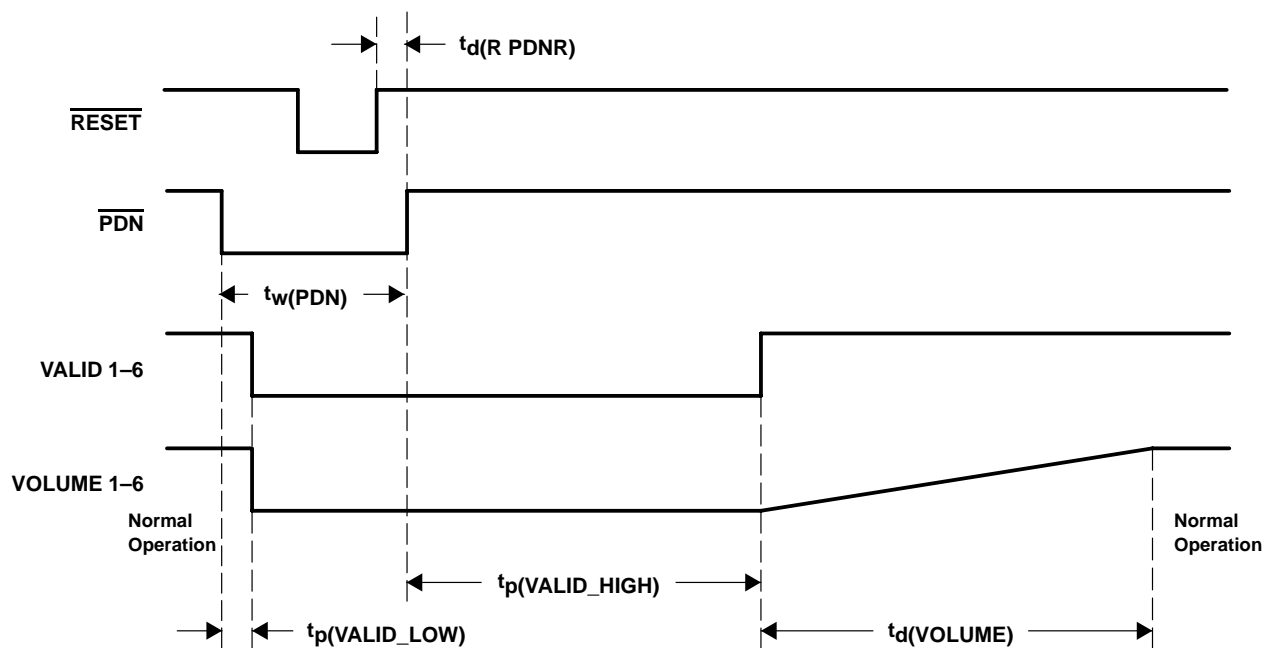 td(R PDNR)
RESET
PDN
tw(PDN)
VALID 1–6
VOLUME 1–6
Normal
Operation
Normal
Operation
tp(VALID_HIGH)
tp(VALID_LOW)
td(VOLUME)